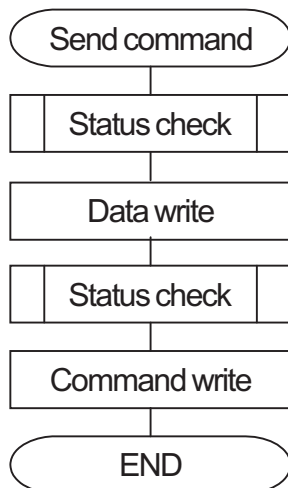 Send command
Status check
Data write
Status check
Command write
END